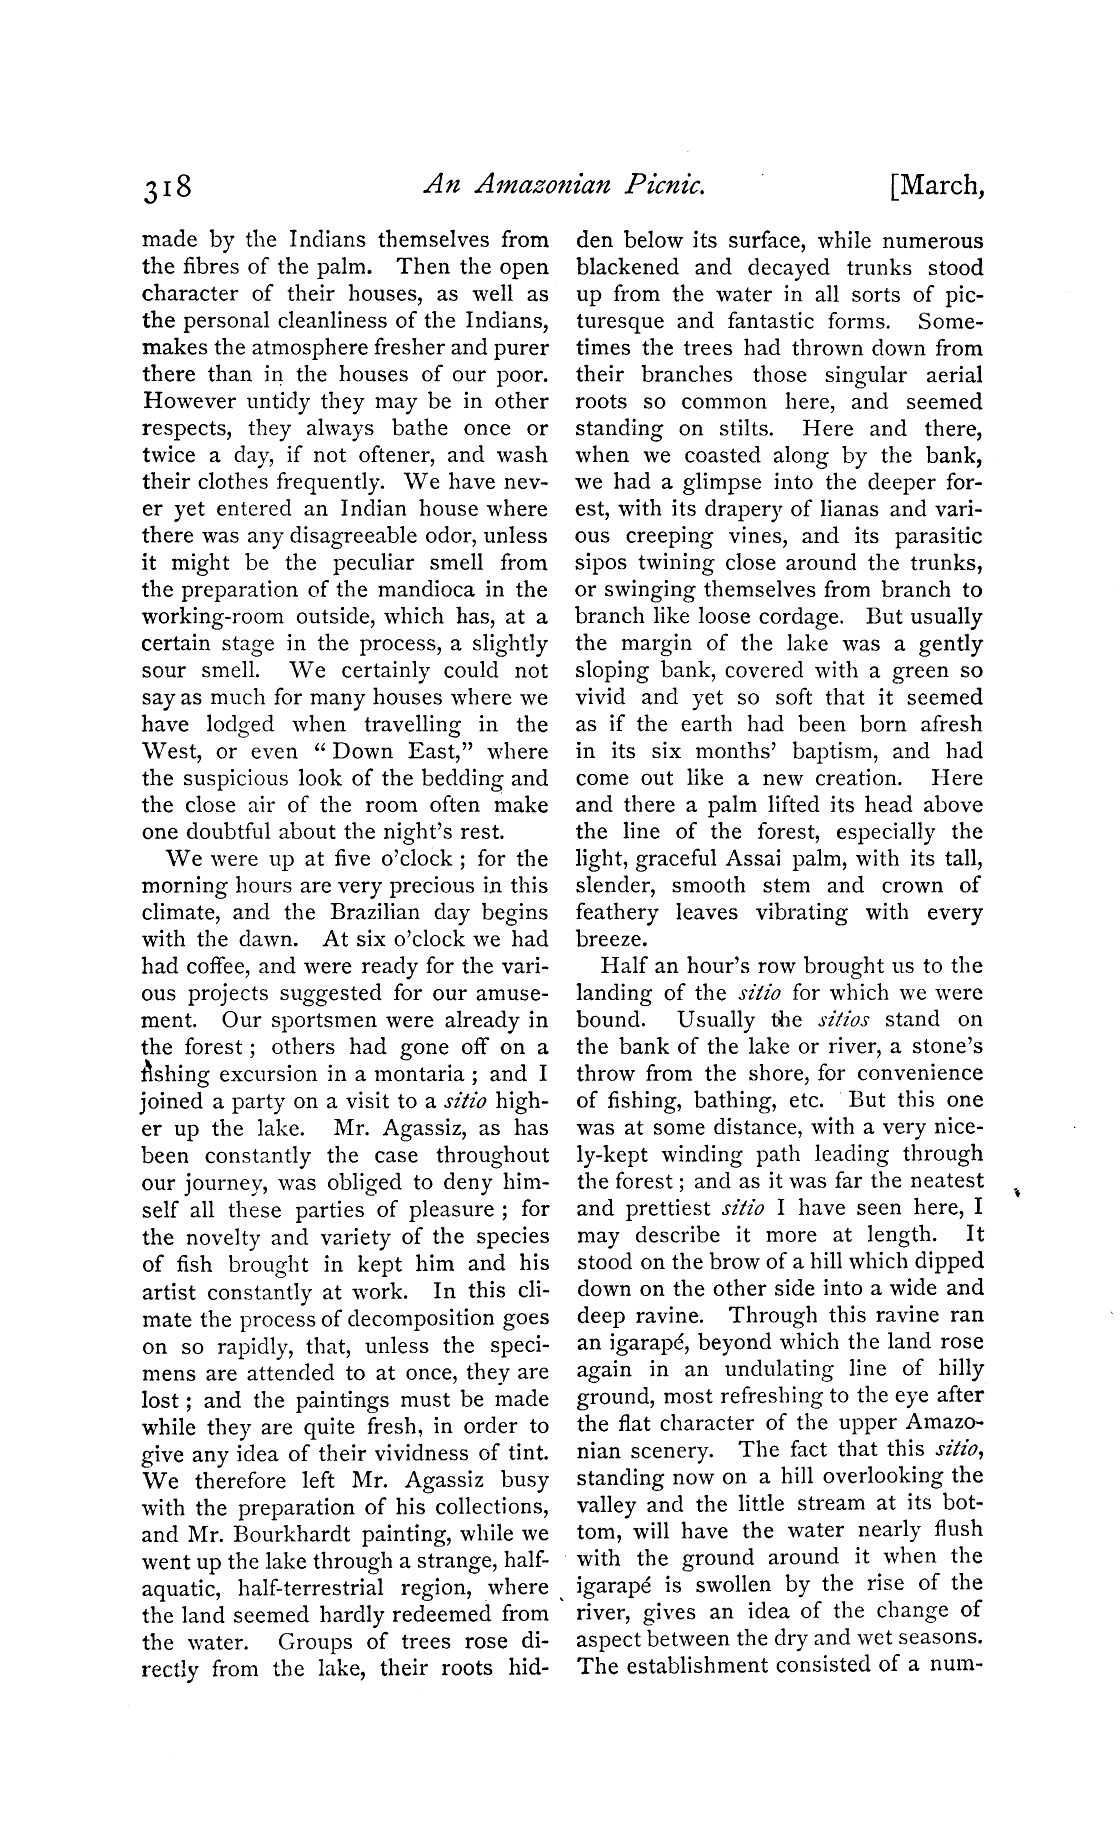 318 An Amazonian Picnic. [March,
made by the Indians themselves from
the fibres of the palm. Then the open
character of their houses, as well as
the personal cleanliness of the Indians,
makes the atmosphere fresher and purer
there than in the houses of our poor.
However untidy they may be in other
respects, they always bathe once or
twice a day, if not oftener, and wash
their clothes frequently. We have nev-
er yet entered an Indian house where
there was any disagreeable odor, unless
it might be the peculiar smell from
the preparation of the mandioca in the
working-room outside, which has, at a
certain stage in the process, a slightly
sour smell. We certainly could not
say as much for many houses where we
have lodged when travelling in the
West, or even “Down East,” where
the suspicious look of the bedding and
the close air of the room often make
one doubtful about the night's rest.
We were up at five o'clock ; for the
morning hours are very precious in this
climate, and the Brazilian day begins
with the dawn. At six o'clock we had
had coffee, and were ready for the vari-
ous projects suggested for our amuse-
ment. Our sportsmen were already in
the forest ; others had gone off on a
fishing excursion in a montaria ; and I
joined a party on a visit to a sitio high-
er up the lake. Mr. Agassiz, as has
been constantly the case throughout
our journey, was obliged to deny him-
self all these parties of pleasure ; for
the novelty and variety of the species
of fish brought in kept him and his
artist constantly at work. In this cli-
mate the process of decomposition goes
on so rapidly, that, unless the speci-
mens are attended to at once, they are
lost ; and the paintings must be made
while they are quite fresh, in order to
give any idea of their vividness of tint.
We therefore left Mr. Agassiz busy
with the preparation of his collections,
and Mr. Bourkhardt painting, while we
went up the lake through a strange, half-
aquatic, half-terrestrial region, where
the land seemed hardly redeemed from
the water. Groups of trees rose di-
rectly from the lake, their roots hid-
den below its surface, while numerous
blackened and decayed trunks stood
up from the water in all sorts of pic-
turesque and fantastic forms. Some-
times the trees had thrown down from
their branches those singular aerial
roots so common here, and seemed
standing on stilts. Here and there,
when we coasted along by the bank,
we had a glimpse into the deeper for-
est, with its drapery of lianas and vari-
ous creeping vines, and its parasitic
sipos twining close around the trunks,
or swinging themselves from branch to
branch like loose cordage. But usually
the margin of the lake was a gently
sloping bank, covered with a green so
vivid and yet so soft that it seemed
as if the earth had been born afresh
in its six months' baptism, and had
come out like a new creation. Here
and there a palm lifted its head above
the line of the forest, especially the
light, graceful Assai palm, with its tall,
slender, smooth stem and crown of
feathery leaves vibrating with every
breeze.
Half an hour's row brought us to the
landing of the sitio for which we were
bound. Usually the sitios stand on
the bank of the lake or river, a stone's
throw from the shore, for convenience
of fishing, bathing, etc. But this one
was at some distance, with a very nice-
ly-kept winding path leading through
the forest ; and as it was far the neatest
and prettiest sitio I have seen here, I
may describe it more at length. It
stood on the brow of a hill which dipped
down on the other side into a wide and
deep ravine. Through this ravine ran
an igarapé, beyond which the land rose
again in an undulating line of hilly
ground, most refreshing to the eye after
the flat character of the upper Amazo-
nian scenery. The fact that this sitio,
standing now on a hill overlooking the
valley and the little stream at its bot-
tom, will have the water nearly flush
with the ground around it when the
igarapé is swollen by the rise of the
river, gives an idea of the change of
aspect between the dry and wet seasons.
The establishment consisted of a num-